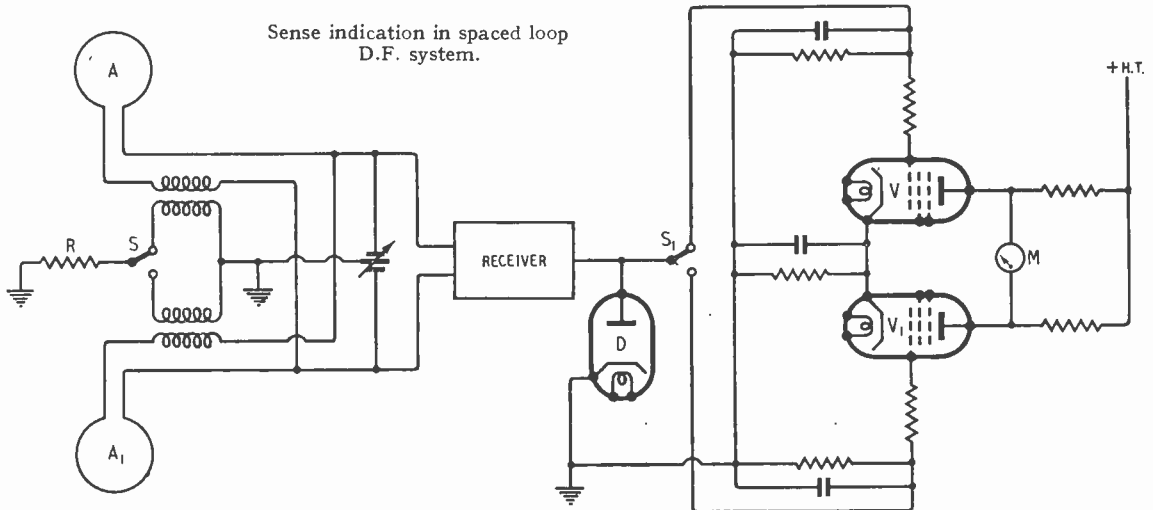 Sense indication in spaced loop
D.F. system.
A
+ H.T.
V
R
S
S1
RECEIVER
M
D
V1
A1